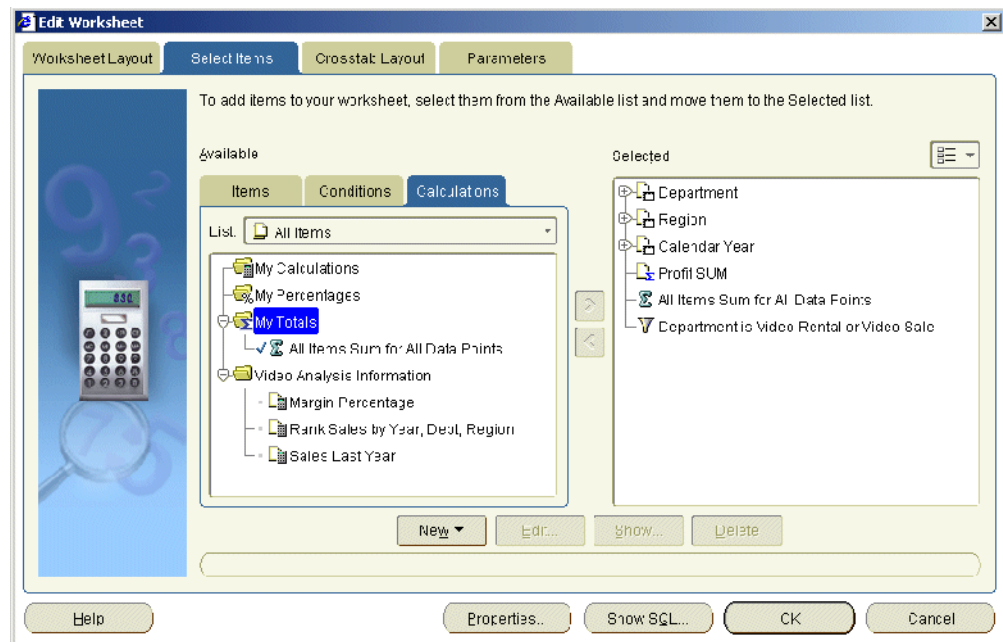 Edit Worksheet
Worksheet Layout
Select Items
Crosstab Layout
Parameters
To add items to your worksheet, select them from the Available list and move them to the Selected list.
Available
Selected
Items
Conditions
Calculations
List:
All Items
My Calculations
My Percentages
My Totals
All Items Sum for All Data Points
Video Analysis Information
Margin Percentage
Rank Sales by Year, Dept, Region
Sales Last Year
Department
Region
Calendar Year
Profit SUM
All Items Sum for All Data Points
Department is Video Rental or Video Sale
New
Edit...
Show...
Delete
Help
Properties...
Show SQL...
OK
Cancel